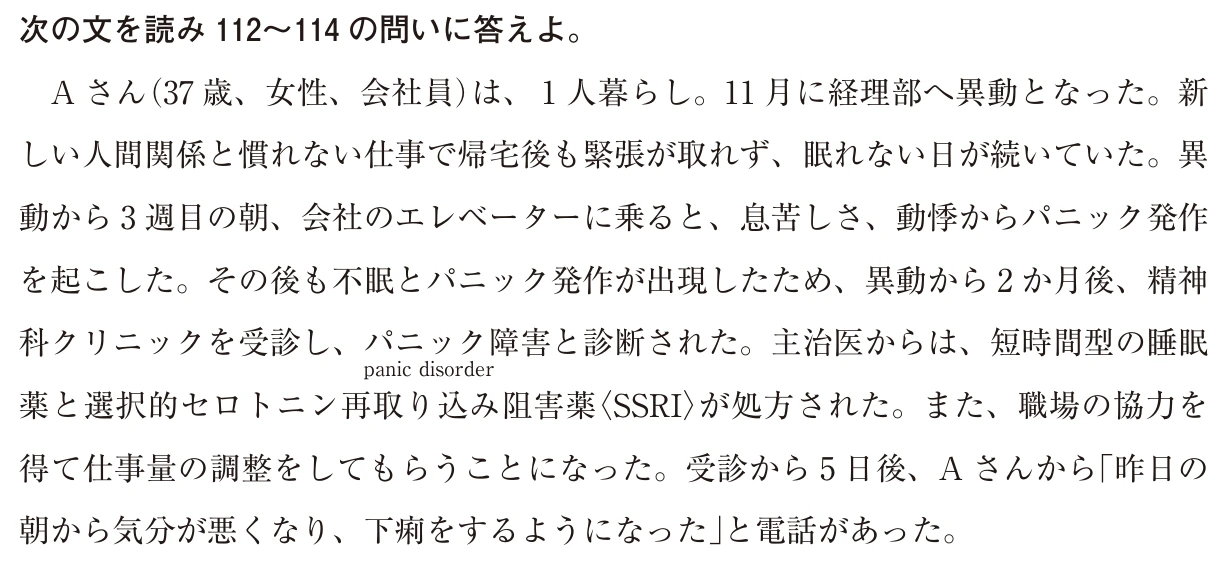 次の文を読み 112〜114 の問いに答えよ。
A さん(37 歳、女性、会社員)は、1 人暮らし。11 月に経理部へ異動となった。新
しい人間関係と慣れない仕事で帰宅後も緊張が取れず、眠れない日が続いていた。異
動から 3 週目の朝、会社のエレベーターに乗ると、息苦しさ、動悸からパニック発作
を起こした。その後も不眠とパニック発作が出現したため、異動から 2 か月後、精神
科クリニックを受診し、パニック障害と診断された。主治医からは、短時間型の睡眠
panic disorder
薬と選択的セロトニン再取り込み阻害薬〈SSRI〉が処方された。また、職場の協力を
得て仕事量の調整をしてもらうことになった。受診から 5 日後、A さんから「昨日の
朝から気分が悪くなり、下痢をするようになった」と電話があった。